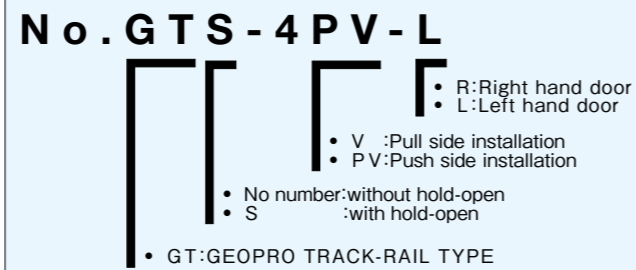 No.GTS-4PV-L
• R:Right hand door
• L:Left hand door
• V :Pull side installation
• PV:Push side installation
• No number:without hold-open
• S :with hold-open
• GT:GEOPRO TRACK-RAIL TYPE